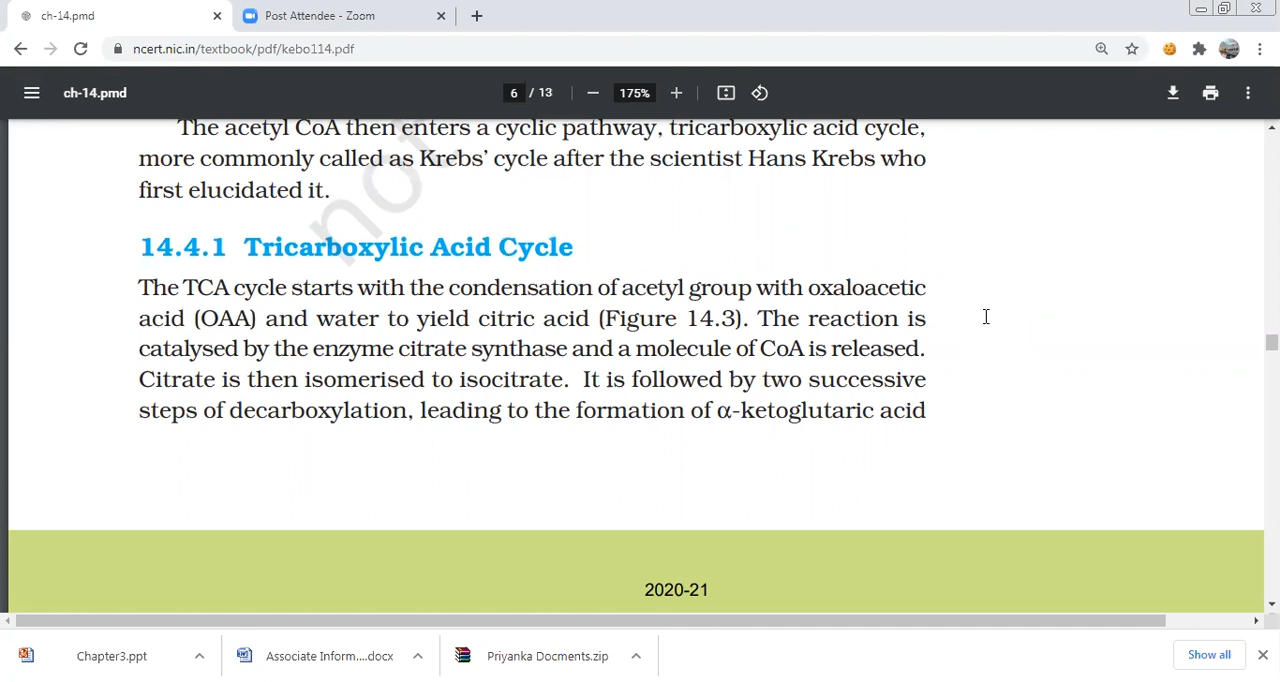 ch-14.pmd
Post Attendee - Zoom
ncert.nic.in/textbook/pdf/kebo114.pdf
ch-14.pmd
6 / 13
175%
The acetyl CoA then enters a cyclic pathway, tricarboxylic acid cycle,
more commonly called as Krebs' cycle after the scientist Hans Krebs who
first elucidated it.
not
14.4.1 Tricarboxylic Acid Cycle
The TCA cycle starts with the condensation of acetyl group with oxaloacetic
acid (OAA) and water to yield citric acid (Figure 14.3). The reaction is
catalysed by the enzyme citrate synthase and a molecule of CoA is released.
Citrate is then isomerised to isocitrate. It is followed by two successive
steps of decarboxylation, leading to the formation of α-ketoglutaric acid
2020-21
Chapter3.ppt
Associate Inform....docx
Priyanka Docments.zip
Show all